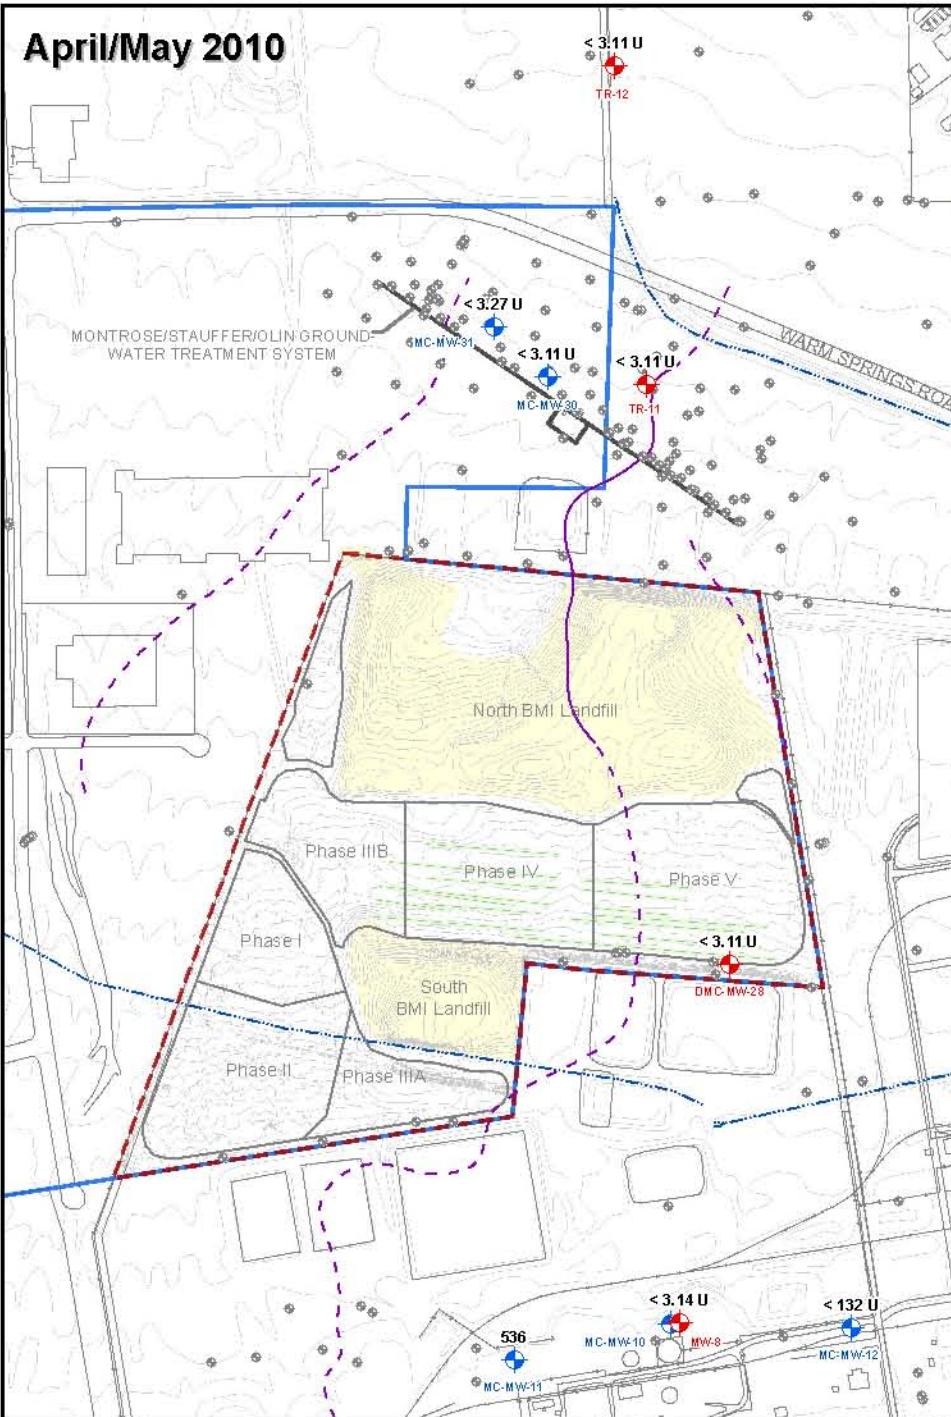 April/May 2010
< 3.11 U
TR-12
< 3.27 U
MONTROSE/STAUFFER/OLIN GROUND-
WATER TREATMENT SYSTEM
MC-MW-31
WARM SPRINGS ROA
< 3.11 U
< 3.11 U
MC-MW-30
TR-11
North BMI Landfill
Phase IIIB
Phase IV
Phase V
Phase I
< 3.11 U
South
BMI Landfill
DMC-MW-28
Phase II
Phase IIIA
< 3.14 U
< 132 U
536
MC-MW-10
MW-8
MC-MW-12
MC-MW-11